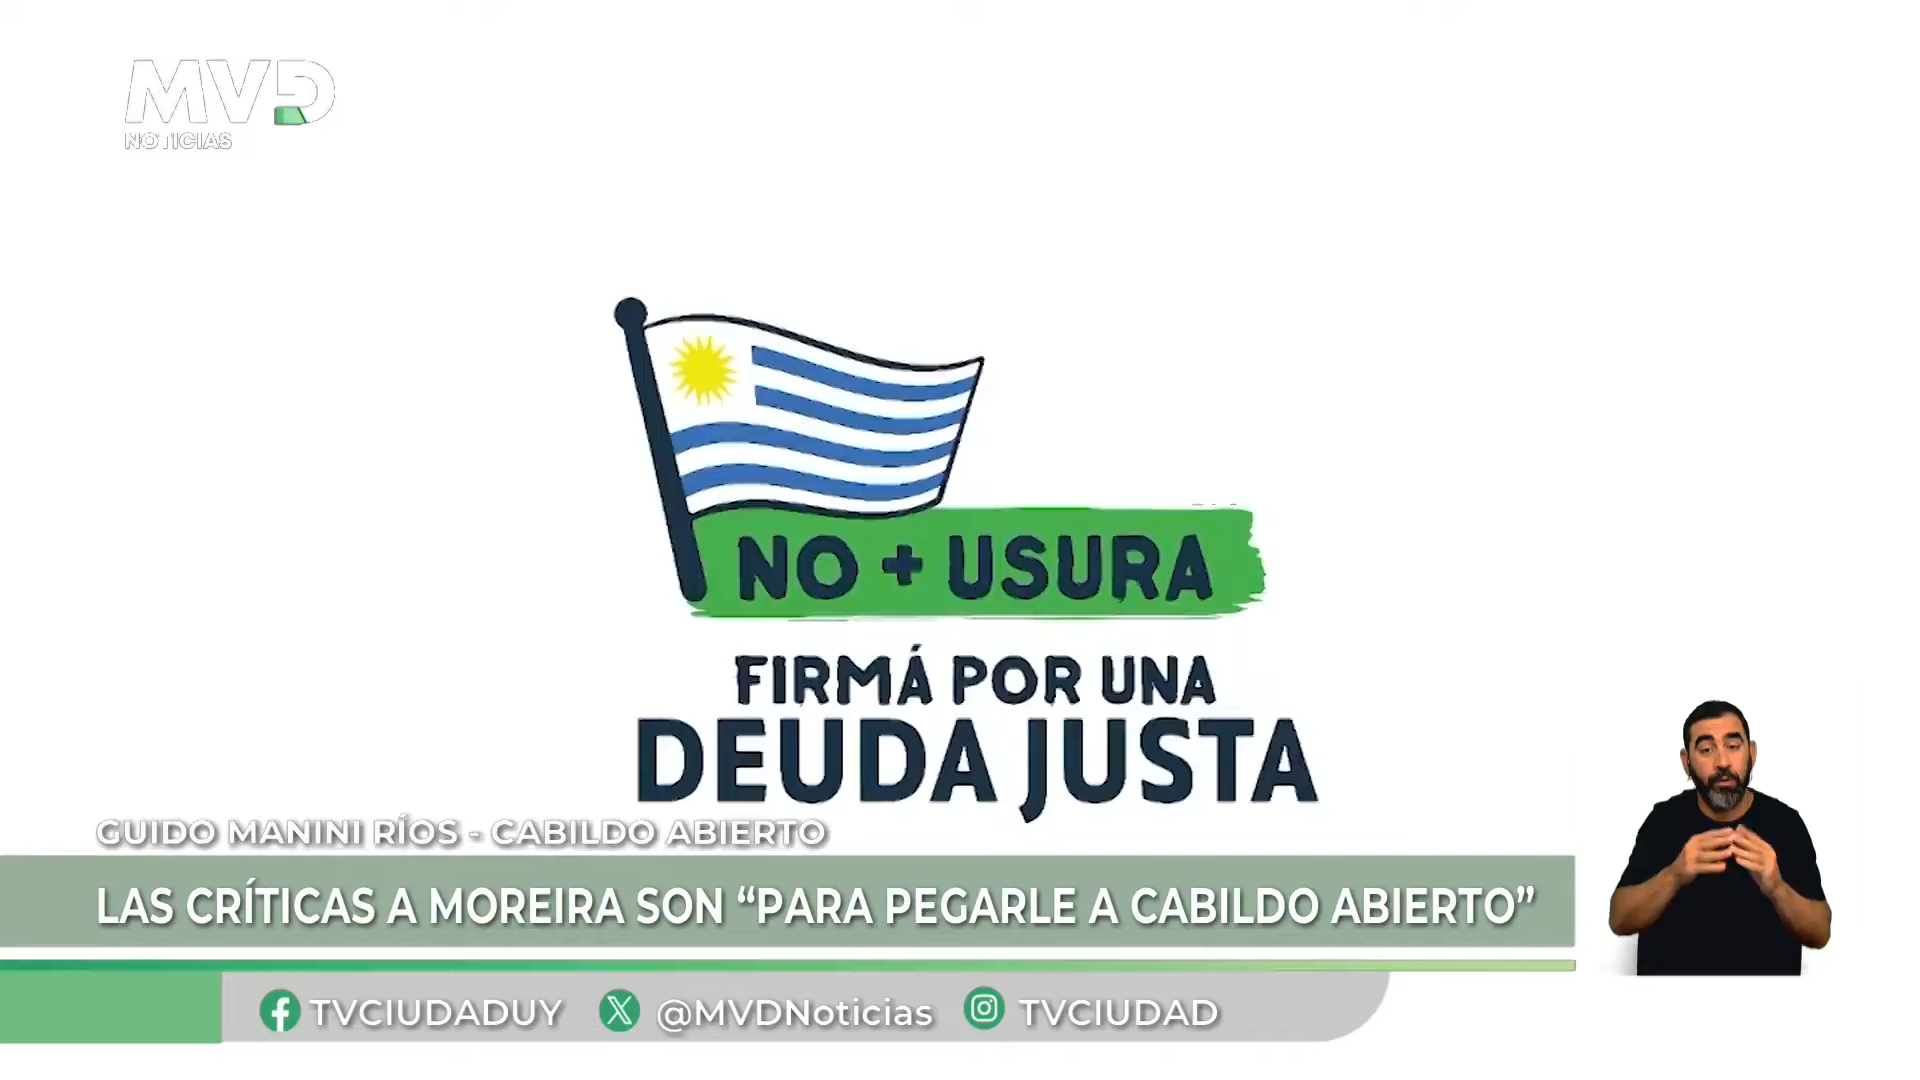 MVD
NOTICIAS
NO + USURA
FIRMÁ POR UNA
DEUDA JUSTA
GUIDO MANINI RÍOS - CABILDO ABIERTO
LAS CRÍTICAS A MOREIRA SON “PARA PEGARLE A CABILDO ABIERTO”
TVCIUDADUY @MVDNoticias TVCIUDAD